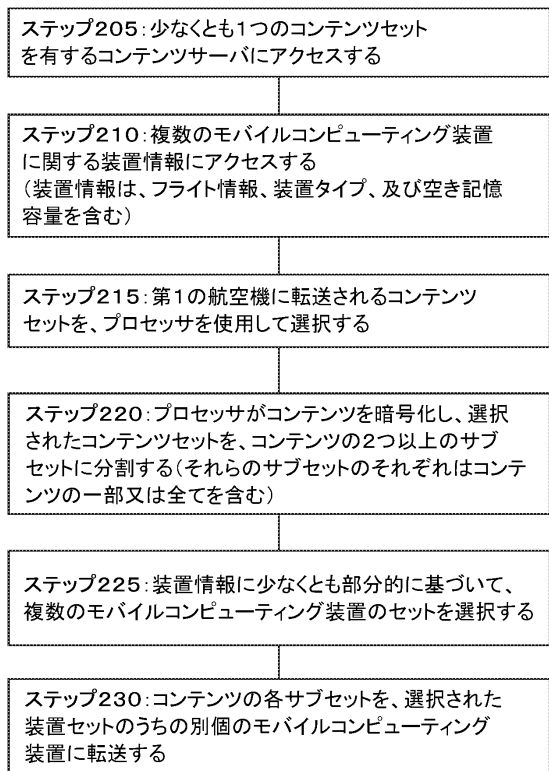 ステップ205:少なくとも1つのコンテンツセット
を有するコンテンツサーバにアクセスする
ステップ210:複数のモバイルコンピューティング装置
に関する装置情報にアクセスする
(装置情報は、フライト情報、装置タイプ、及び空き記憶
容量を含む)
ステップ215:第1の航空機に転送されるコンテンツ
セットを、プロセッサを使用して選択する
ステップ220:プロセッサがコンテンツを暗号化し、選択
されたコンテンツセットを、コンテンツの2つ以上のサブ
セットに分割する(それらのサブセットのそれぞれはコンテ
ンツの一部又は全てを含む)
ステップ225:装置情報に少なくとも部分的に基づいて、
複数のモバイルコンピューティング装置のセットを選択する
ステップ230:コンテンツの各サブセットを、選択された
装置セットのうちの別個のモバイルコンピューティング
装置に転送する